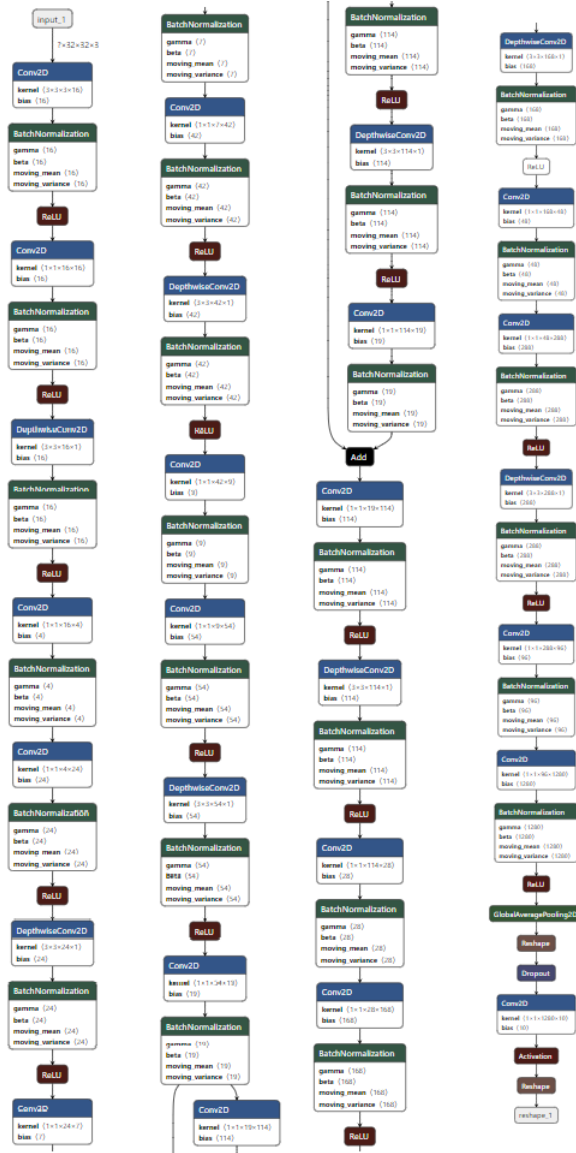 input_1
?×32×32×3
Conv2D
kernel ⟨3×3×3×16⟩
bias ⟨16⟩
BatchNormalization
gamma ⟨16⟩
beta ⟨16⟩
moving_mean ⟨16⟩
moving_variance ⟨16⟩
ReLU
Conv2D
kernel ⟨1×1×16×16⟩
bias ⟨16⟩
BatchNormalization
gamma ⟨16⟩
beta ⟨16⟩
moving_mean ⟨16⟩
moving_variance ⟨16⟩
ReLU
DepthwiseConv2D
kernel ⟨3×3×16×1⟩
bias ⟨16⟩
BatchNormalization
gamma ⟨16⟩
beta ⟨16⟩
moving_mean ⟨16⟩
moving_variance ⟨16⟩
ReLU
Conv2D
kernel ⟨1×1×16×4⟩
bias ⟨4⟩
BatchNormalization
gamma ⟨4⟩
beta ⟨4⟩
moving_mean ⟨4⟩
moving_variance ⟨4⟩
Conv2D
kernel ⟨1×1×4×24⟩
bias ⟨24⟩
BatchNormalization
gamma ⟨24⟩
beta ⟨24⟩
moving_mean ⟨24⟩
moving_variance ⟨24⟩
ReLU
DepthwiseConv2D
kernel ⟨3×3×24×1⟩
bias ⟨24⟩
BatchNormalization
gamma ⟨24⟩
beta ⟨24⟩
moving_mean ⟨24⟩
moving_variance ⟨24⟩
ReLU
Conv2D
kernel ⟨1×1×24×7⟩
bias ⟨7⟩
BatchNormalization
gamma ⟨7⟩
beta ⟨7⟩
moving_mean ⟨7⟩
moving_variance ⟨7⟩
Conv2D
kernel ⟨1×1×7×42⟩
bias ⟨42⟩
BatchNormalization
gamma ⟨42⟩
beta ⟨42⟩
moving_mean ⟨42⟩
moving_variance ⟨42⟩
ReLU
DepthwiseConv2D
kernel ⟨3×3×42×1⟩
bias ⟨42⟩
BatchNormalization
gamma ⟨42⟩
beta ⟨42⟩
moving_mean ⟨42⟩
moving_variance ⟨42⟩
ReLU
Conv2D
kernel ⟨1×1×42×9⟩
bias ⟨9⟩
BatchNormalization
gamma ⟨9⟩
beta ⟨9⟩
moving_mean ⟨9⟩
moving_variance ⟨9⟩
Conv2D
kernel ⟨1×1×9×54⟩
bias ⟨54⟩
BatchNormalization
gamma ⟨54⟩
beta ⟨54⟩
moving_mean ⟨54⟩
moving_variance ⟨54⟩
ReLU
DepthwiseConv2D
kernel ⟨3×3×54×1⟩
bias ⟨54⟩
BatchNormalization
gamma ⟨54⟩
beta ⟨54⟩
moving_mean ⟨54⟩
moving_variance ⟨54⟩
ReLU
Conv2D
kernel ⟨1×1×54×19⟩
bias ⟨19⟩
BatchNormalization
gamma ⟨19⟩
beta ⟨19⟩
moving_mean ⟨19⟩
moving_variance ⟨19⟩
Conv2D
kernel ⟨1×1×19×114⟩
bias ⟨114⟩
BatchNormalization
gamma ⟨114⟩
beta ⟨114⟩
moving_mean ⟨114⟩
moving_variance ⟨114⟩
ReLU
DepthwiseConv2D
kernel ⟨3×3×114×1⟩
bias ⟨114⟩
BatchNormalization
gamma ⟨114⟩
beta ⟨114⟩
moving_mean ⟨114⟩
moving_variance ⟨114⟩
ReLU
Conv2D
kernel ⟨1×1×114×19⟩
bias ⟨19⟩
BatchNormalization
gamma ⟨19⟩
beta ⟨19⟩
moving_mean ⟨19⟩
moving_variance ⟨19⟩
Add
Conv2D
kernel ⟨1×1×19×114⟩
bias ⟨114⟩
BatchNormalization
gamma ⟨114⟩
beta ⟨114⟩
moving_mean ⟨114⟩
moving_variance ⟨114⟩
ReLU
DepthwiseConv2D
kernel ⟨3×3×114×1⟩
bias ⟨114⟩
BatchNormalization
gamma ⟨114⟩
beta ⟨114⟩
moving_mean ⟨114⟩
moving_variance ⟨114⟩
ReLU
Conv2D
kernel ⟨1×1×114×28⟩
bias ⟨28⟩
BatchNormalization
gamma ⟨28⟩
beta ⟨28⟩
moving_mean ⟨28⟩
moving_variance ⟨28⟩
Conv2D
kernel ⟨1×1×28×168⟩
bias ⟨168⟩
BatchNormalization
gamma ⟨168⟩
beta ⟨168⟩
moving_mean ⟨168⟩
moving_variance ⟨168⟩
ReLU
DepthwiseConv2D
kernel ⟨3×3×168×1⟩
bias ⟨168⟩
BatchNormalization
gamma ⟨168⟩
beta ⟨168⟩
moving_mean ⟨168⟩
moving_variance ⟨168⟩
ReLU
Conv2D
kernel ⟨1×1×168×48⟩
bias ⟨48⟩
BatchNormalization
gamma ⟨48⟩
beta ⟨48⟩
moving_mean ⟨48⟩
moving_variance ⟨48⟩
Conv2D
kernel ⟨1×1×48×288⟩
bias ⟨288⟩
BatchNormalization
gamma ⟨288⟩
beta ⟨288⟩
moving_mean ⟨288⟩
moving_variance ⟨288⟩
ReLU
DepthwiseConv2D
kernel ⟨3×3×288×1⟩
bias ⟨288⟩
BatchNormalization
gamma ⟨288⟩
beta ⟨288⟩
moving_mean ⟨288⟩
moving_variance ⟨288⟩
ReLU
Conv2D
kernel ⟨1×1×288×96⟩
bias ⟨96⟩
BatchNormalization
gamma ⟨96⟩
beta ⟨96⟩
moving_mean ⟨96⟩
moving_variance ⟨96⟩
Conv2D
kernel ⟨1×1×96×1280⟩
bias ⟨1280⟩
BatchNormalization
gamma ⟨1280⟩
beta ⟨1280⟩
moving_mean ⟨1280⟩
moving_variance ⟨1280⟩
ReLU
GlobalAveragePooling2D
Reshape
Dropout
Conv2D
kernel ⟨1×1×1280×10⟩
bias ⟨10⟩
Activation
Reshape
reshape_1